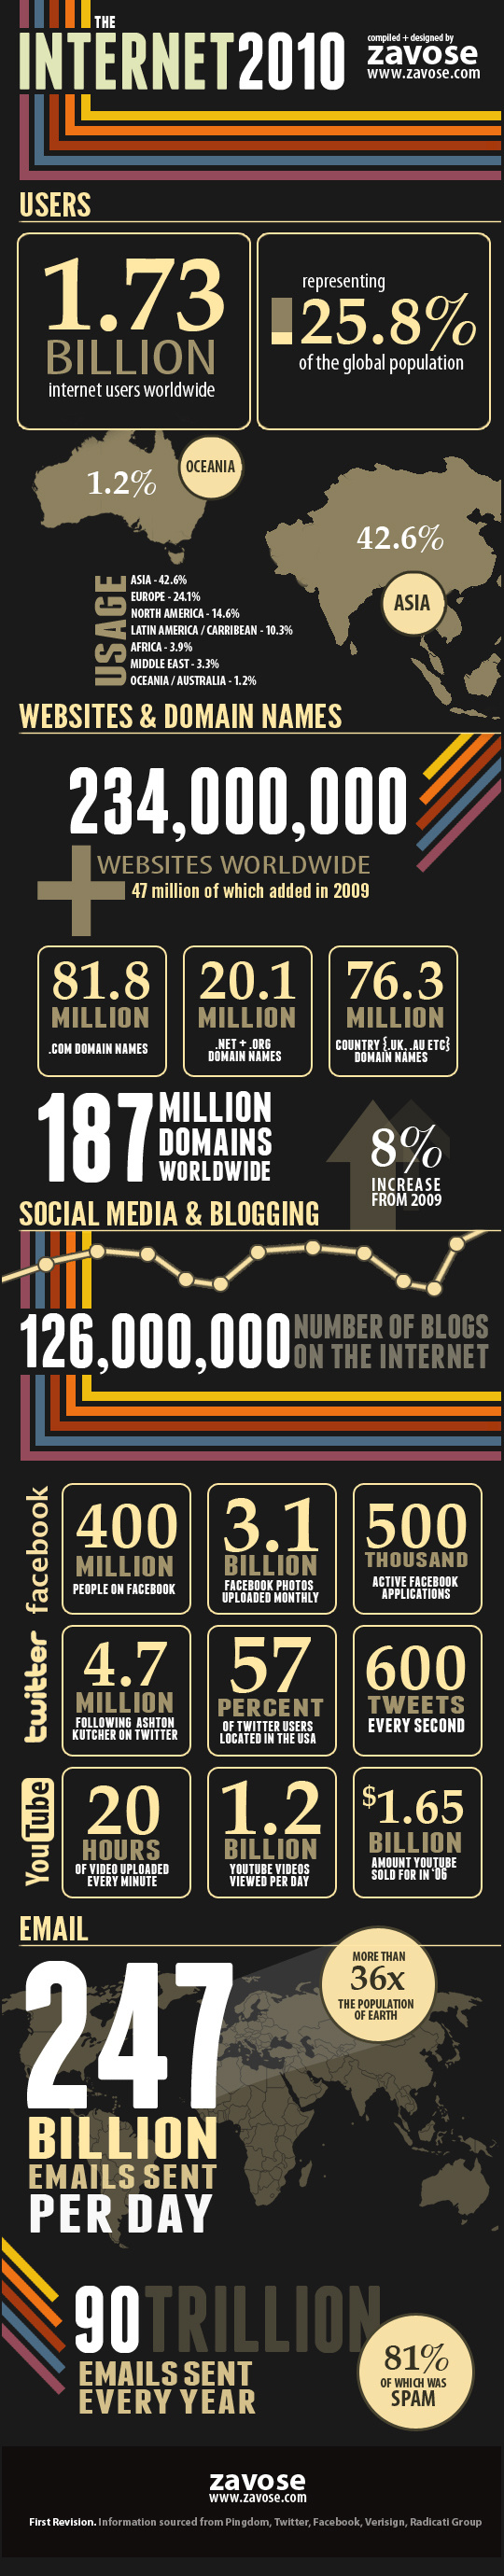 THE
INTERNET2010
compiled + designed by
zavose
www.zavose.com
USERS
1.73
BILLION
internet users worldwide
representing
25.8%
of the global population
1.2%
OCEANIA
42.6%
ASIA
USAGE
ASIA - 42.6%
EUROPE - 24.1%
NORTH AMERICA - 14.6%
LATIN AMERICA / CARRIBEAN - 10.3%
AFRICA - 3.9%
MIDDLE EAST - 3.3%
OCEANIA / AUSTRALIA - 1.2%
WEBSITES & DOMAIN NAMES
234,000,000
WEBSITES WORLDWIDE
47 million of which added in 2009
81.8
MILLION
.COM DOMAIN NAMES
20.1
MILLION
.NET + .ORG
DOMAIN NAMES
76.3
MILLION
COUNTRY {.UK, .AU ETC}
DOMAIN NAMES
187 MILLION
DOMAINS
WORLDWIDE
8%
INCREASE
FROM 2009
SOCIAL MEDIA & BLOGGING
126,000,000
NUMBER OF BLOGS
ON THE INTERNET
facebook
400
MILLION
PEOPLE ON FACEBOOK
3.1
BILLION
FACEBOOK PHOTOS
UPLOADED MONTHLY
500
THOUSAND
ACTIVE FACEBOOK
APPLICATIONS
twitter
4.7
MILLION
FOLLOWING ASHTON
KUTCHER ON TWITTER
57
PERCENT
OF TWITTER USERS
LOCATED IN THE USA
600
TWEETS
EVERY SECOND
YouTube
20
HOURS
OF VIDEO UPLOADED
EVERY MINUTE
1.2
BILLION
YOUTUBE VIDEOS
VIEWED PER DAY
$1.65
BILLION
AMOUNT YOUTUBE
SOLD FOR IN '06
EMAIL
247
BILLION
EMAILS SENT
PER DAY
MORE THAN
36x
THE POPULATION
OF EARTH
90 TRILLION
EMAILS SENT
EVERY YEAR
81%
OF WHICH WAS
SPAM
zavose
www.zavose.com
First Revision. Information sourced from Pingdom, Twitter, Facebook, Verisign, Radicati Group